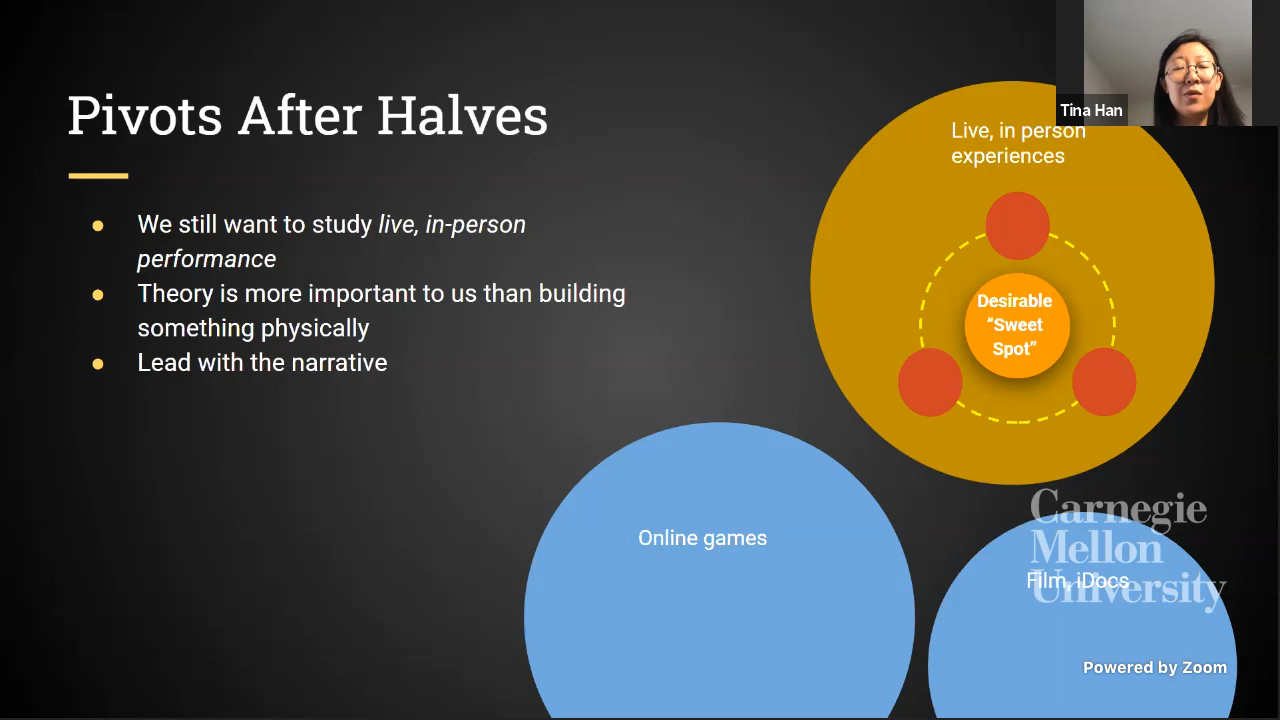 Pivots After Halves
We still want to study live, in-person
performance
Theory is more important to us than building
something physically
Lead with the narrative
Tina Han
Live, in person
experiences
Desirable
“Sweet
Spot”
Online games
Film, iDocs
Carnegie
Mellon
University
Powered by Zoom